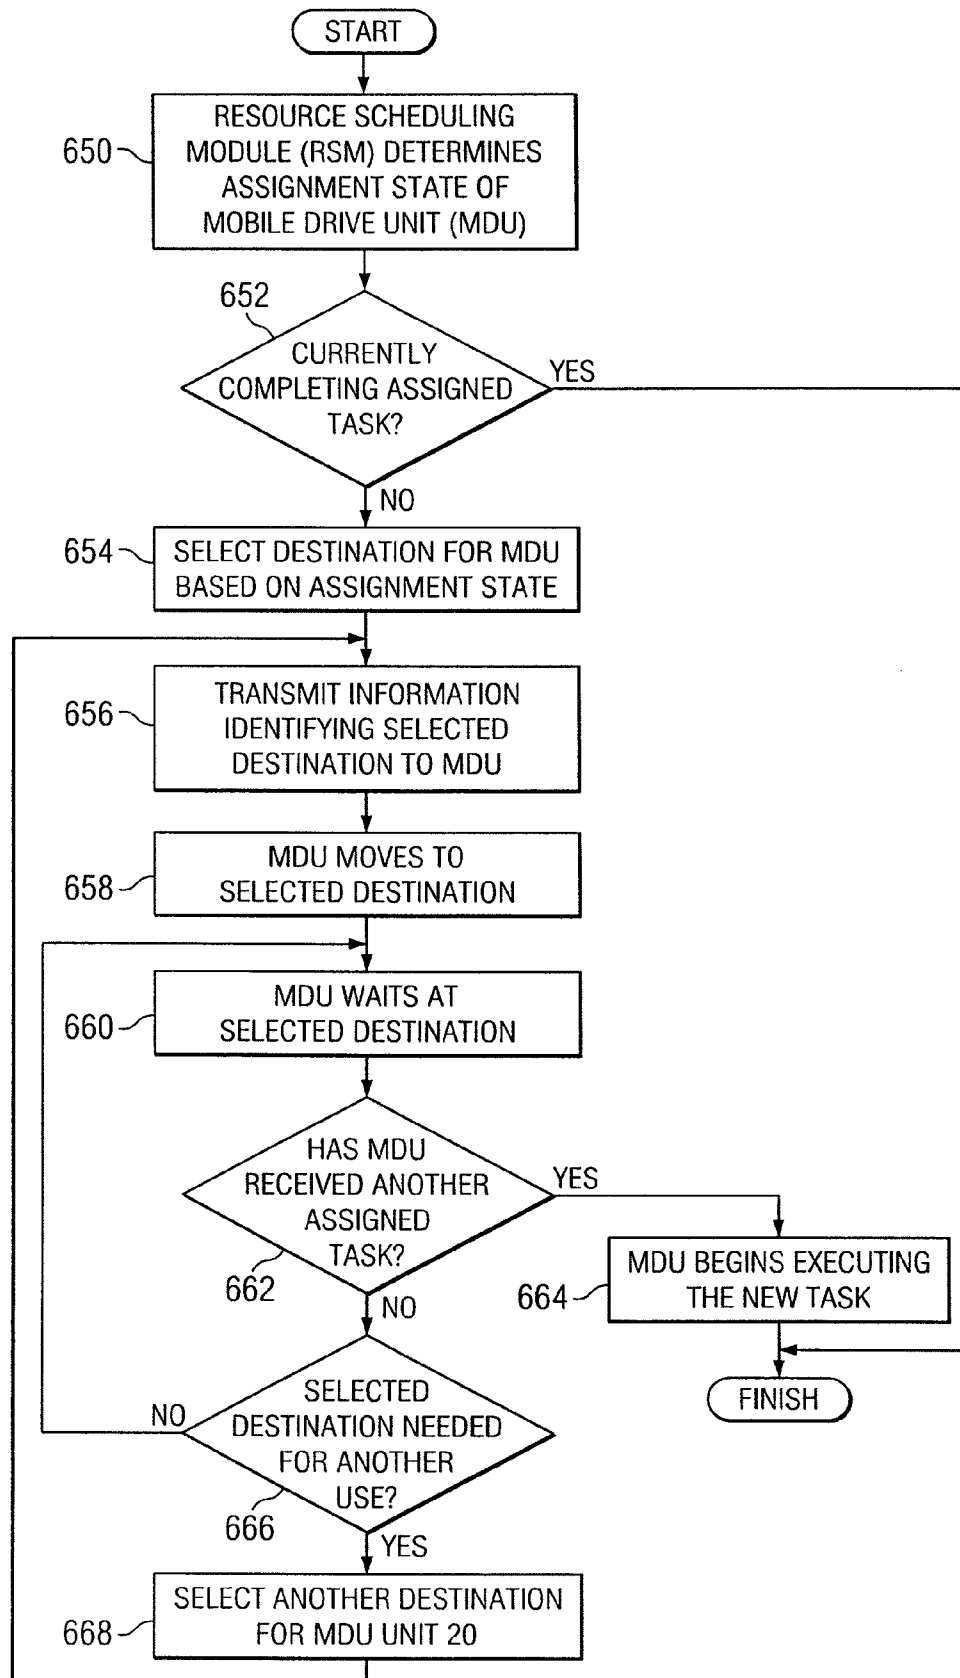 START
650
RESOURCE SCHEDULING
MODULE (RSM) DETERMINES
ASSIGNMENT STATE OF
MOBILE DRIVE UNIT (MDU)
652
CURRENTLY
COMPLETING ASSIGNED
TASK?
YES
NO
654
SELECT DESTINATION FOR MDU
BASED ON ASSIGNMENT STATE
656
TRANSMIT INFORMATION
IDENTIFYING SELECTED
DESTINATION TO MDU
658
MDU MOVES TO
SELECTED DESTINATION
660
MDU WAITS AT
SELECTED DESTINATION
HAS MDU
RECEIVED ANOTHER
ASSIGNED
TASK?
662
YES
NO
664
MDU BEGINS EXECUTING
THE NEW TASK
FINISH
SELECTED
DESTINATION NEEDED
FOR ANOTHER
USE?
666
NO
YES
668
SELECT ANOTHER DESTINATION
FOR MDU UNIT 20